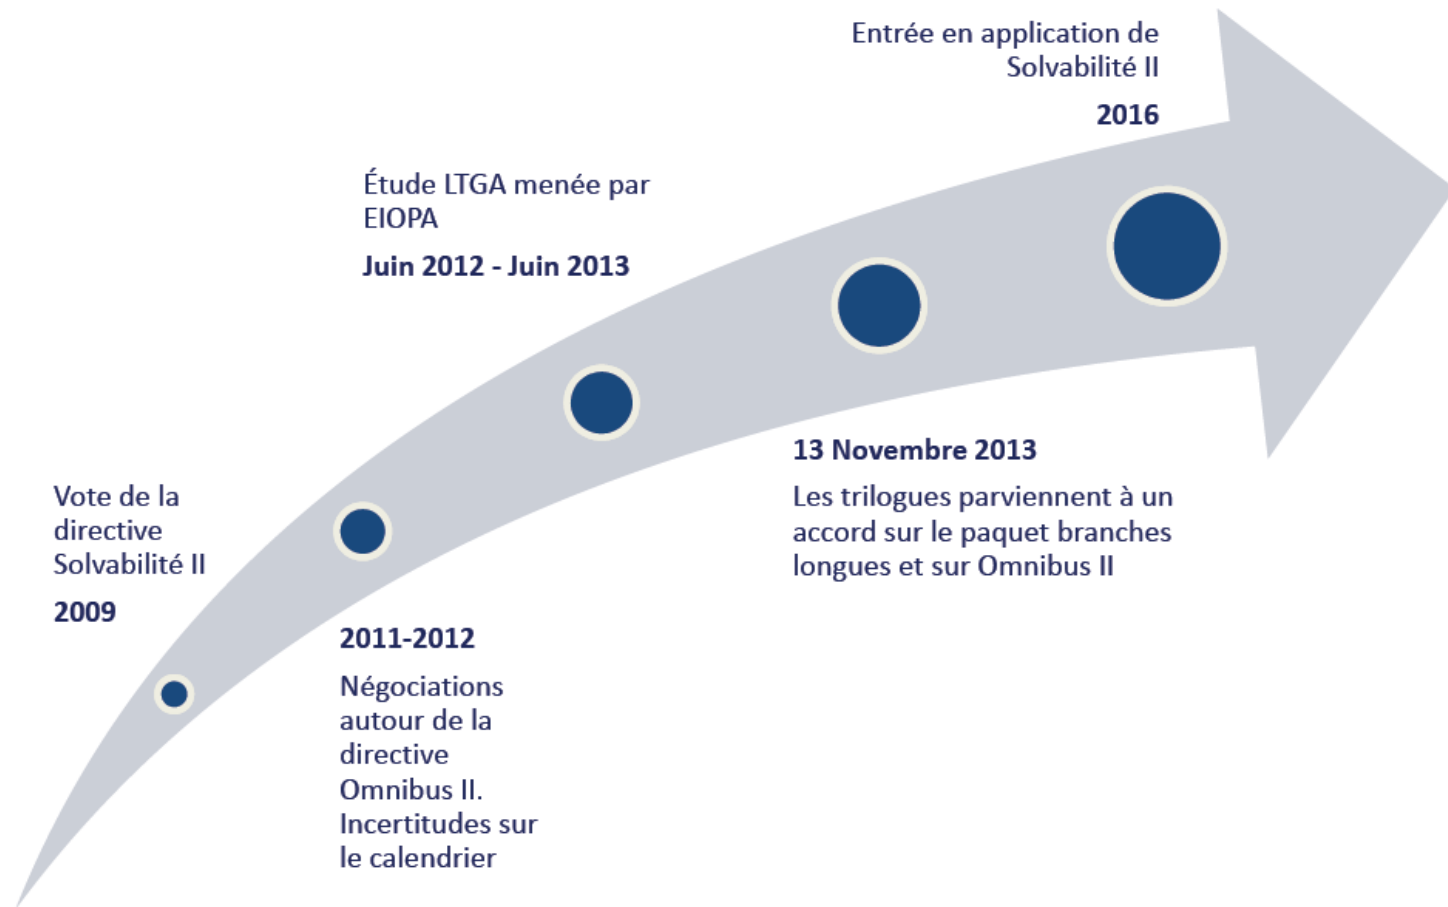 Vote de la
directive
Solvabilité II
2009
2011-2012
Négociations
autour de la
directive
Omnibus II.
Incertitudes sur
le calendrier
Étude LTGA menée par
EIOPA
Juin 2012 - Juin 2013
13 Novembre 2013
Les trilogues parviennent à un
accord sur le paquet branches
longues et sur Omnibus II
Entrée en application de
Solvabilité II
2016